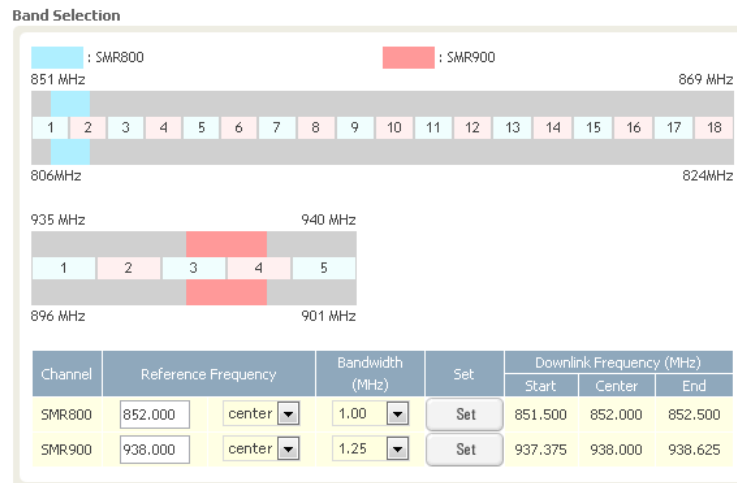 Band Selection
: SMR800 : SMR900
851 MHz 869 MHz
1 2 3 4 5 6 7 8 9 10 11 12 13 14 15 16 17 18
806MHz 824MHz
935 MHz 940 MHz
1 2 3 4 5
896 MHz 901 MHz
Channel Reference Frequency Bandwidth (MHz) Set Downlink Frequency (MHz)
Start Center End
SMR800 852.000 center 1.00 Set 851.500 852.000 852.500
SMR900 938.000 center 1.25 Set 937.375 938.000 938.625